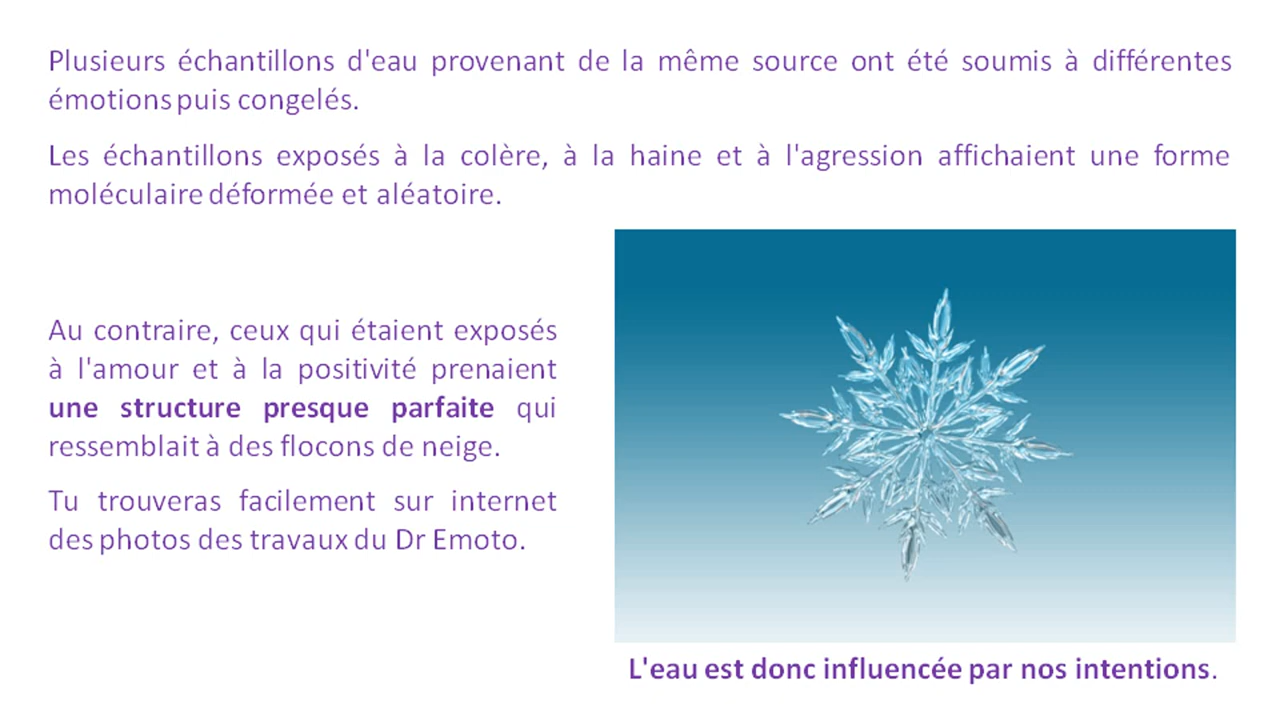 Plusieurs échantillons d'eau provenant de la même source ont été soumis à différentes
émotions puis congelés.
Les échantillons exposés à la colère, à la haine et à l'agression affichaient une forme
moléculaire déformée et aléatoire.
Au contraire, ceux qui étaient exposés
à l'amour et à la positivité prenaient
une structure presque parfaite qui
ressemblait à des flocons de neige.
Tu trouveras facilement sur internet
des photos des travaux du Dr Emoto.
L'eau est donc influencée par nos intentions.